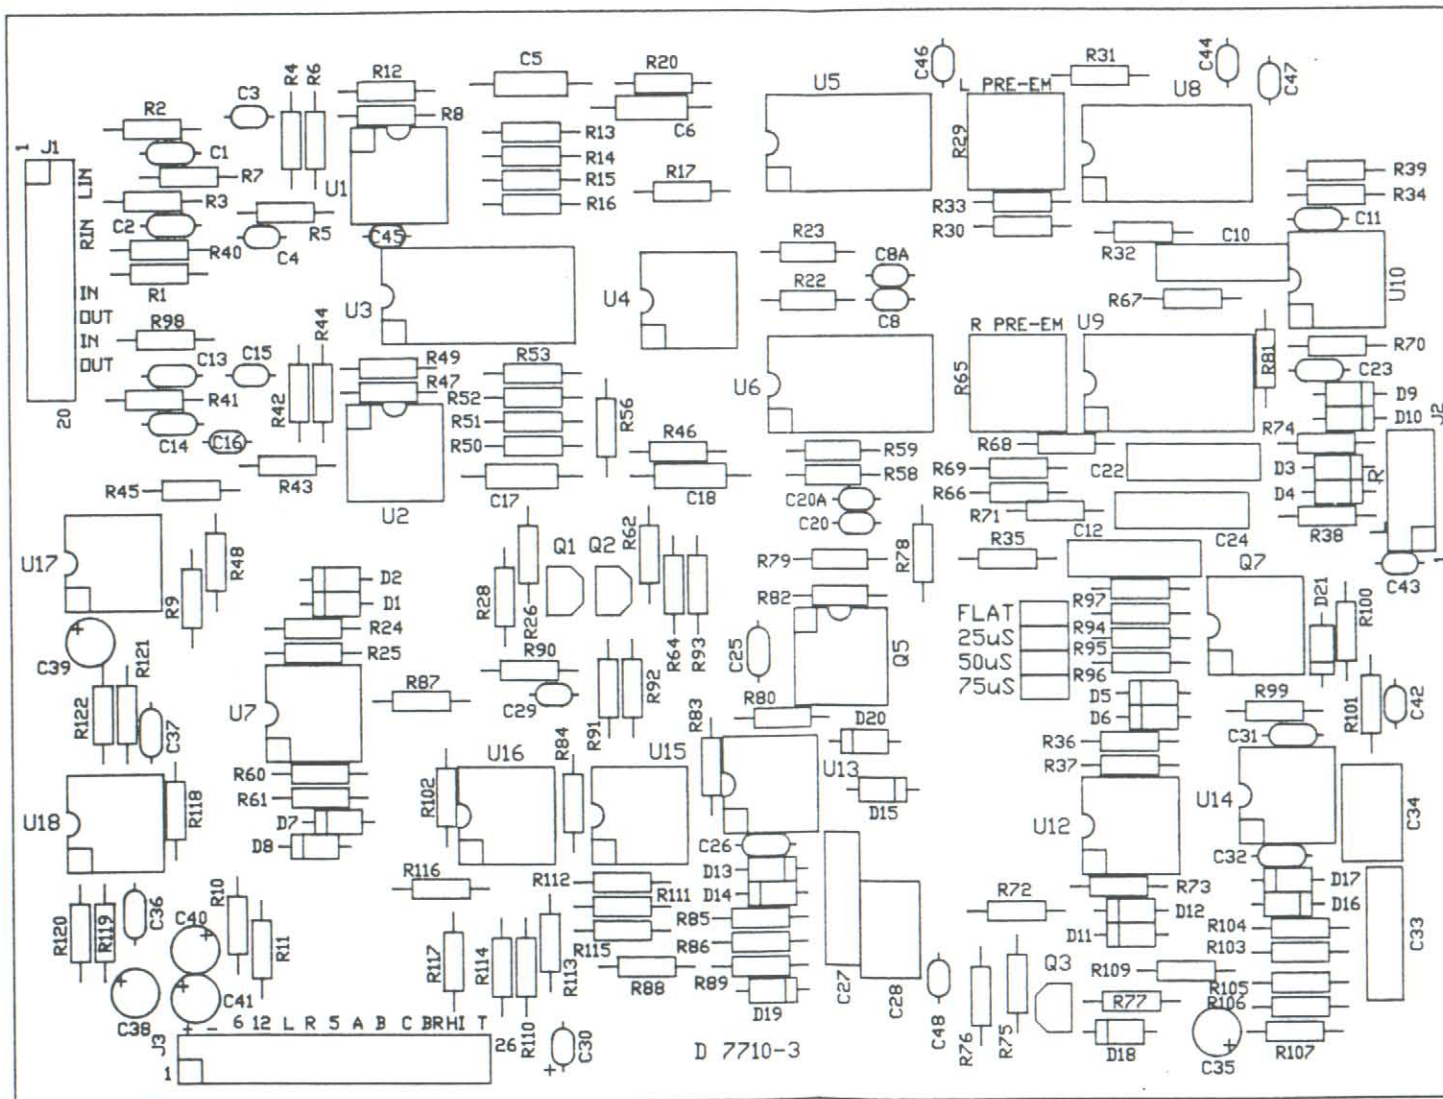 C46
C44
R31
C47
R4
R6
R12
C5
R20
U5
L PRE-EM
U8
C3
R2
R8
C6
R13
R29
1
J1
C1
R14
R39
LIN
R7
U1
R15
R17
R34
R3
R16
R33
C2
R5
C11
RIN
R30
C45
R40
C4
R23
R32
C10
C8A
R1
U3
U4
R22
R67
U10
IN
C8
OUT
R98
R44
R PRE-EM
U9
IN
R81
R70
OUT
C13
C15
R49
R53
C23
R47
R52
U6
R65
D9
R41
R42
R51
R56
D10
J2
20
C14
C16
R50
R46
R59
R68
R74
R43
R58
R69
C22
D3
R
R45
C17
C18
R66
D4
U2
C20A
R71
C20
R38
U17
R48
R62
R78
R35
C12
C24
1
Q1
Q2
R79
Q7
C43
D2
R9
D1
R28
R26
R82
R97
D21
R100
FLAT
R24
R94
25uS
C39
R121
R25
R64
R93
C25
Q5
R95
50uS
R90
R96
75uS
R122
R87
R92
D5
U7
C29
R80
D6
R99
R101
C42
C37
R91
R83
D20
R36
C31
U16
R84
U15
R60
U13
R37
R102
R61
D15
U14
C34
U18
R118
D7
U12
D8
C26
C32
R116
R112
D13
R73
D17
R10
R111
D14
R72
D12
D16
C36
C40
R85
R104
R120
R119
R11
R115
D11
C33
R117
R114
R113
R86
R103
R88
R89
Q3
R109
R105
C38
C41
C27
C28
R77
R106
D19
+ - 6 12 L R 5 A B C BR HI T
R110
C48
J3
26
R76
R75
1
C30
+
D 7710-3
D18
C35
R107